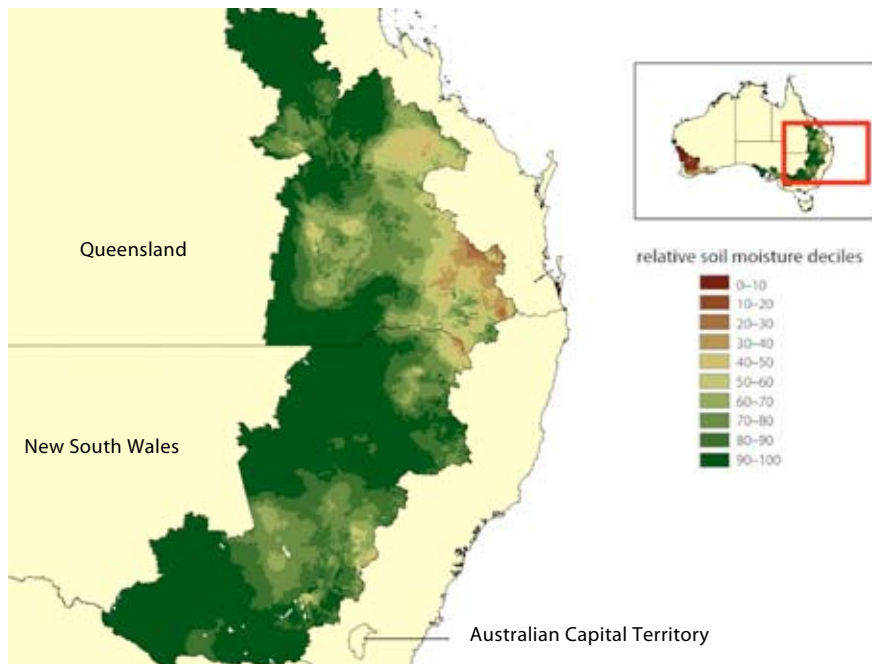 Queensland
New South Wales
Australian Capital Territory
relative soil moisture deciles
0–10
10–20
20–30
30–40
40–50
50–60
60–70
70–80
80–90
90–100